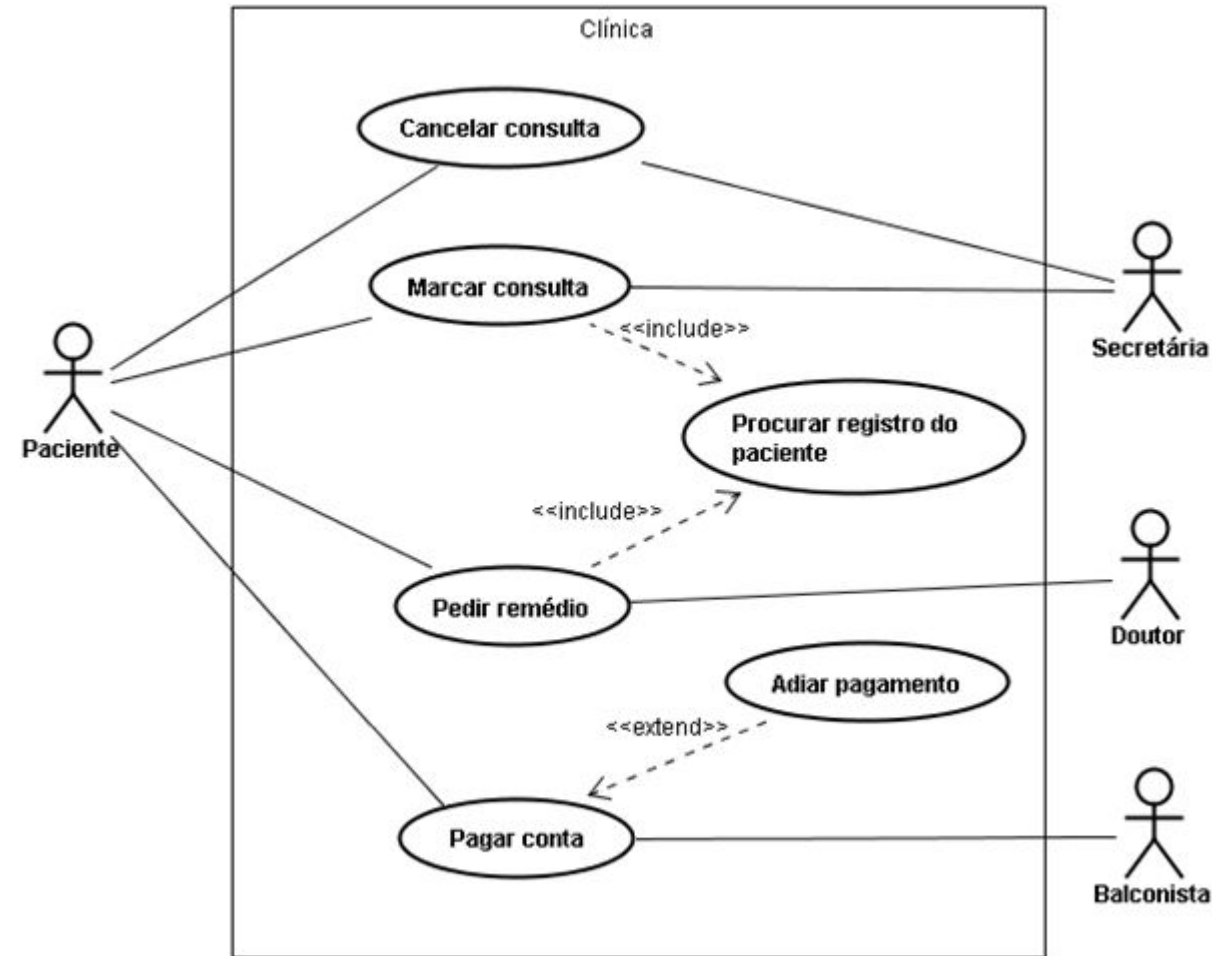 Clínica
Cancelar consulta
Marcar consulta
<<include>>
Secretária
Paciente
Procurar registro do
paciente
<<include>>
Pedir remédio
Doutor
Adiar pagamento
<<extend>>
Pagar conta
Balconista